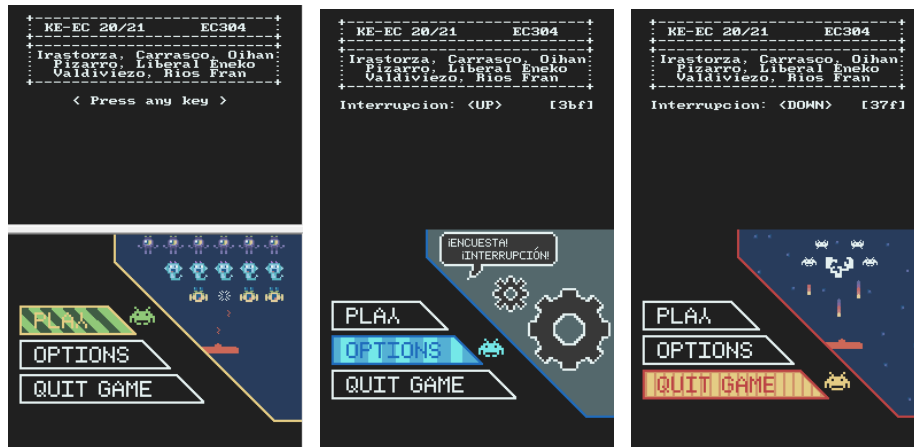 KE-EC 20/21 EC304
Irastorza, Carrasco, Oihan
Pizarro, Liberal Eneko
Valdiviezo, Rios Fran
< Press any key >
PLAY
OPTIONS
QUIT GAME
KE-EC 20/21 EC304
Irastorza, Carrasco, Oihan
Pizarro, Liberal Eneko
Valdiviezo, Rios Fran
Interrupcion: <UP> [3bf]
¡ENCUESTA!
¡INTERRUPCIÓN!
PLAY
OPTIONS
QUIT GAME
KE-EC 20/21 EC304
Irastorza, Carrasco, Oihan
Pizarro, Liberal Eneko
Valdiviezo, Rios Fran
Interrupcion: <DOWN> [37f]
PLAY
OPTIONS
QUIT GAME